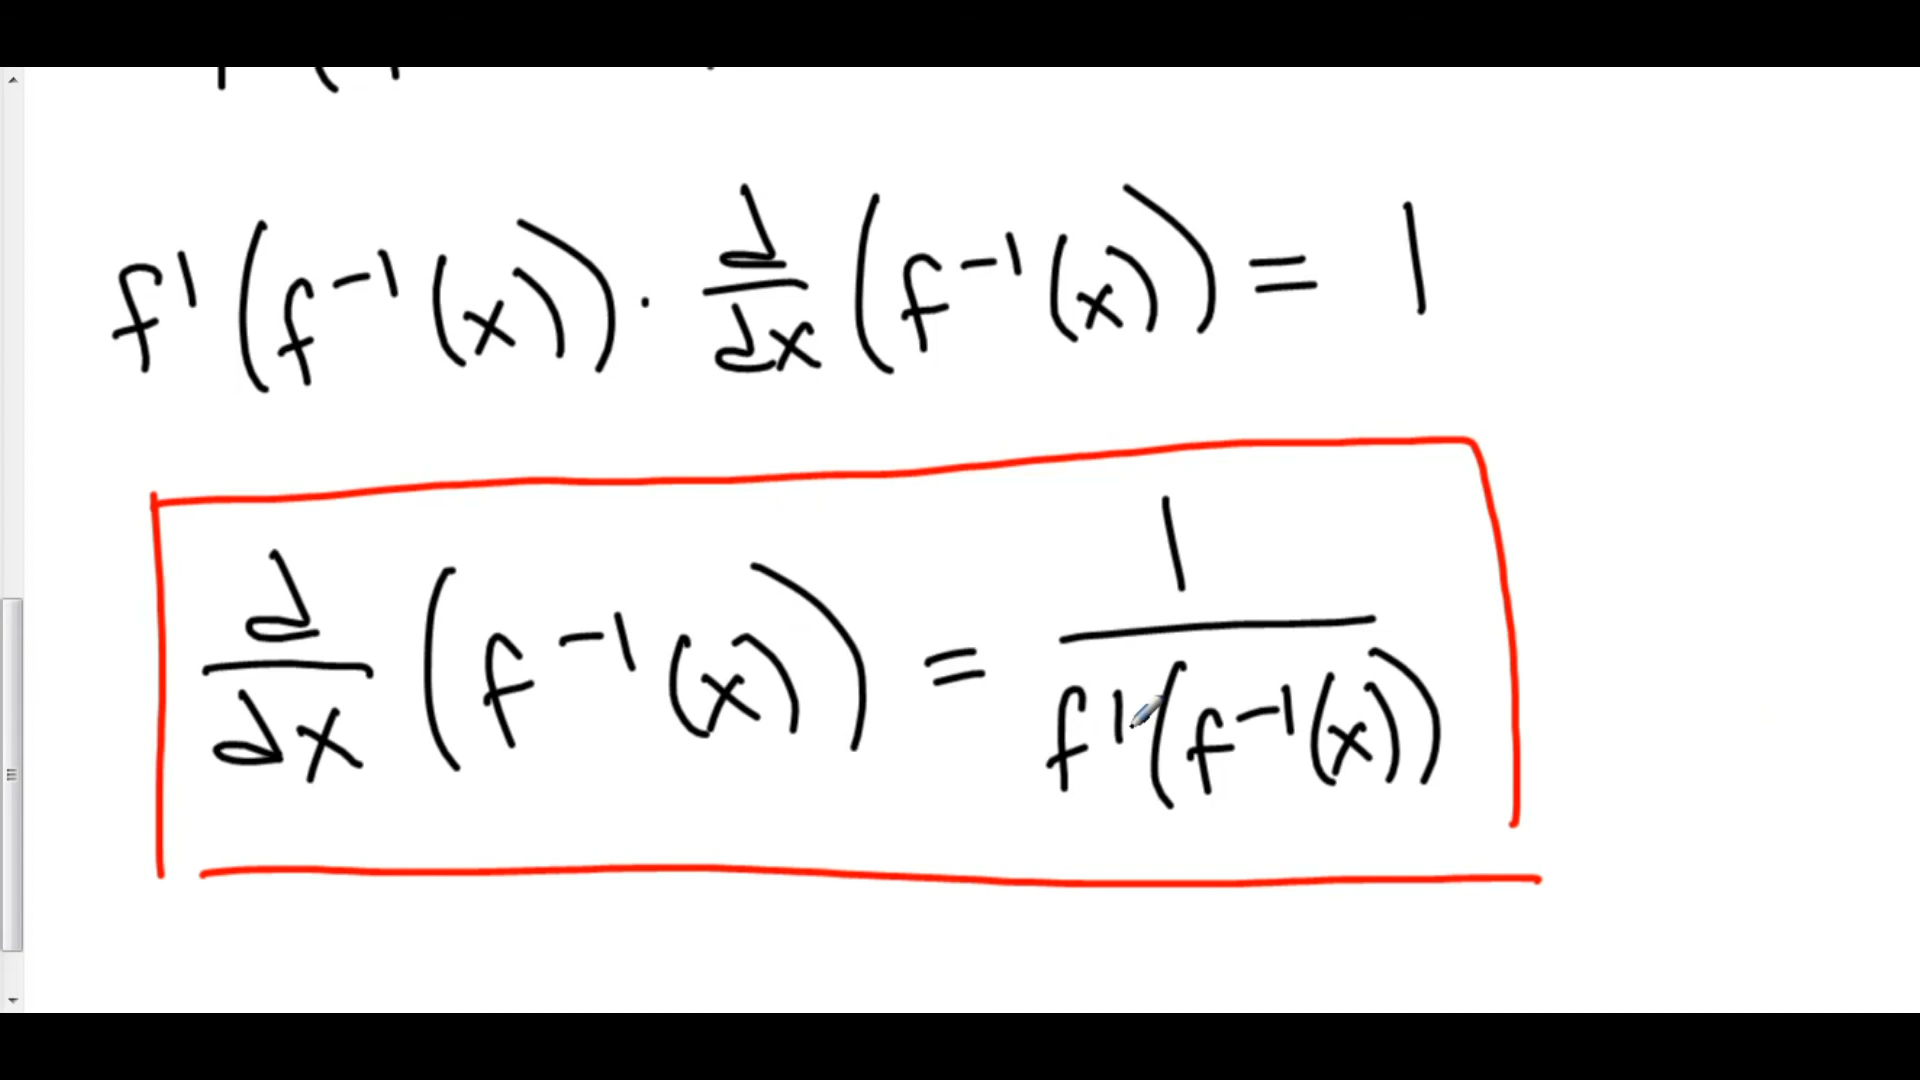 f'(f⁻¹(x)) · d/dx (f⁻¹(x)) = 1
d/dx (f⁻¹(x)) = 1/f'(f⁻¹(x))